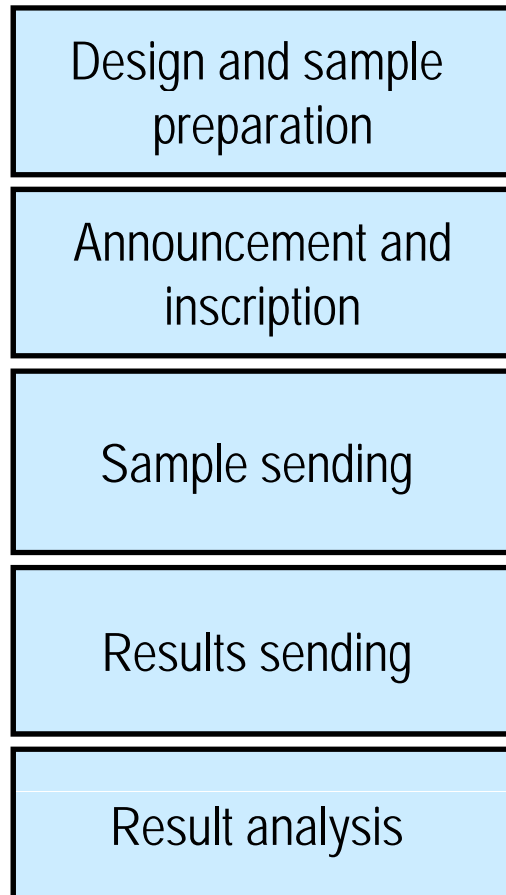 Design and sample
preparation
Announcement and
inscription
Sample sending
Results sending
Result analysis